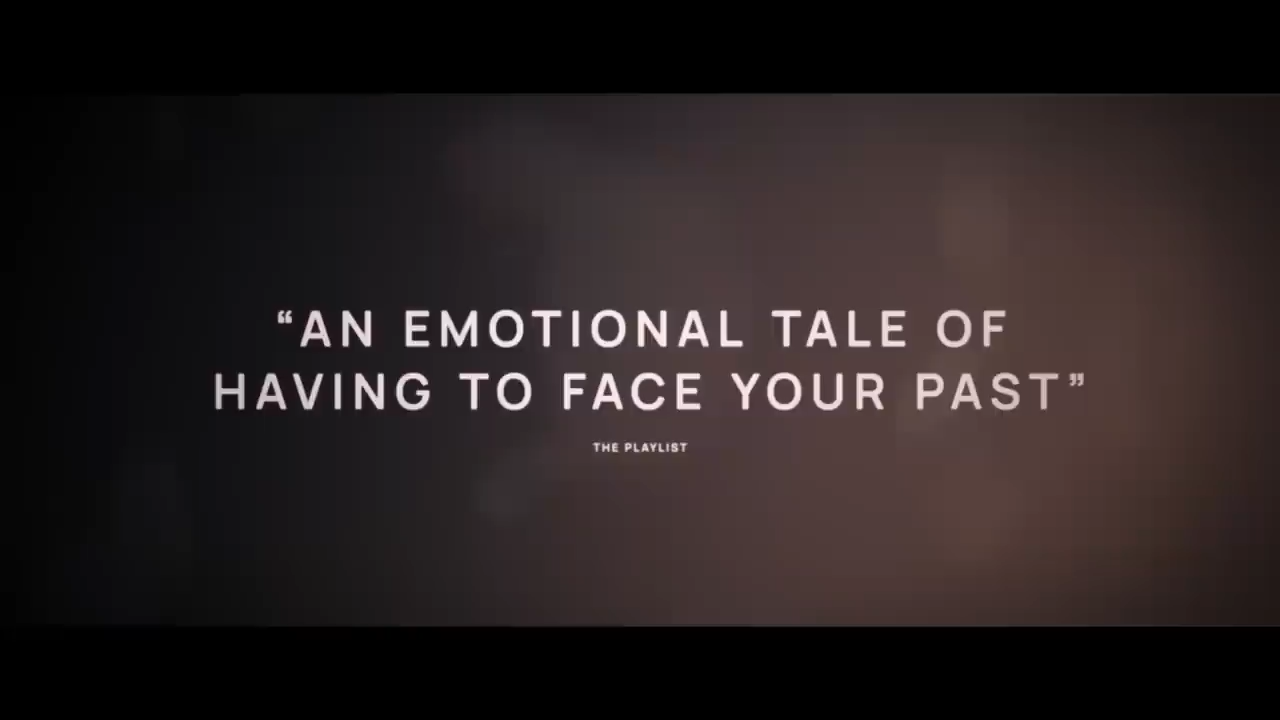 “AN EMOTIONAL TALE OF
HAVING TO FACE YOUR PAST”
THE PLAYLIST